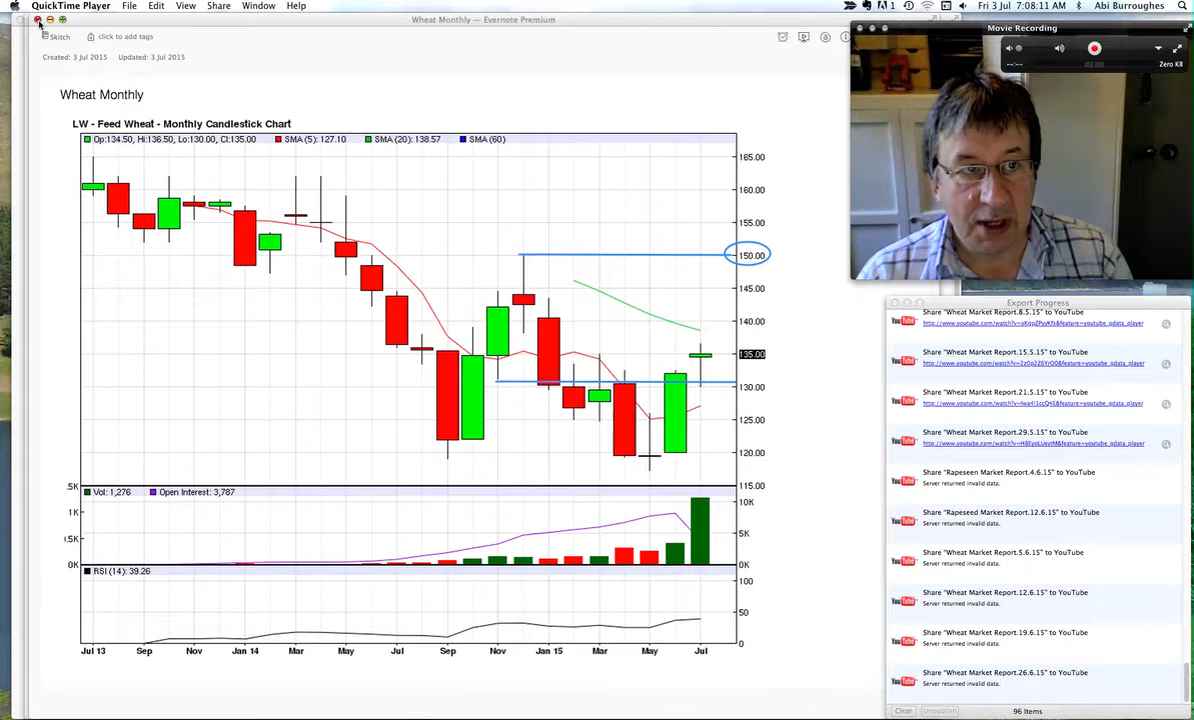 QuickTime Player File Edit View Share Window Help
1 Fri 3 Jul 7:08:11 AM Abi Burroughes
Wheat Monthly — Evernote Premium
Skitch click to add tags
Created: 3 Jul 2015 Updated: 3 Jul 2015
Movie Recording
--:--
Zero KB
Wheat Monthly
LW - Feed Wheat - Monthly Candlestick Chart
Op:134.50, Hi:136.50, Lo:130.00, Cl:135.00 SMA (5): 127.10 SMA (20): 138.57 SMA (60)
165.00
160.00
155.00
150.00
145.00
140.00
135.00
130.00
125.00
120.00
115.00
.5K
Vol: 1,276 Open Interest: 3,787
1K
.5K
0K
10K
5K
0K
RSI (14): 39.26
100
50
0
Jul 13 Sep Nov Jan 14 Mar May Jul Sep Nov Jan 15 Mar May Jul
Export Progress
Share "Wheat Market Report.8.5.15" to YouTube
Share "Wheat Market Report.15.5.15" to YouTube
Share "Wheat Market Report.21.5.15" to YouTube
Share "Wheat Market Report.29.5.15" to YouTube
Share "Rapeseen Market Report.4.6.15" to YouTube
Server returned invalid data.
Share "Rapeseed Market Report.12.6.15" to YouTube
Server returned invalid data.
Share "Wheat Market Report.5.6.15" to YouTube
Server returned invalid data.
Share "Wheat Market Report.12.6.15" to YouTube
Server returned invalid data.
Share "Wheat Market Report.19.6.15" to YouTube
Server returned invalid data.
Share "Wheat Market Report.26.6.15" to YouTube
Server returned invalid data.
Clear Unpublish 96 Items